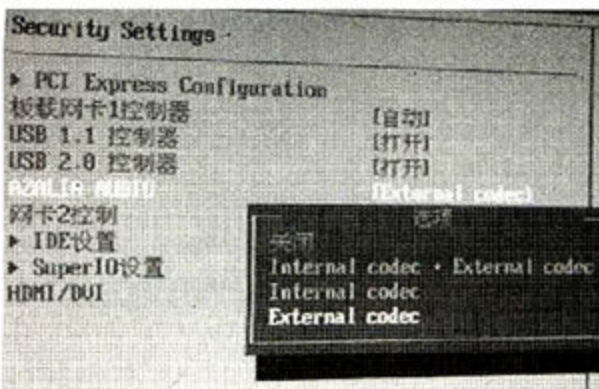 Security Settings
▶ PCI Express Configuration
板载网卡1控制器 [自动]
USB 1.1 控制器 [打开]
USB 2.0 控制器 [打开]
AZALIA AUDIO [External codec]
网卡2控制
▶ IDE设置
▶ SuperIO设置
HDMI/DVI
选项
关闭
Internal codec + External codec
Internal codec
External codec